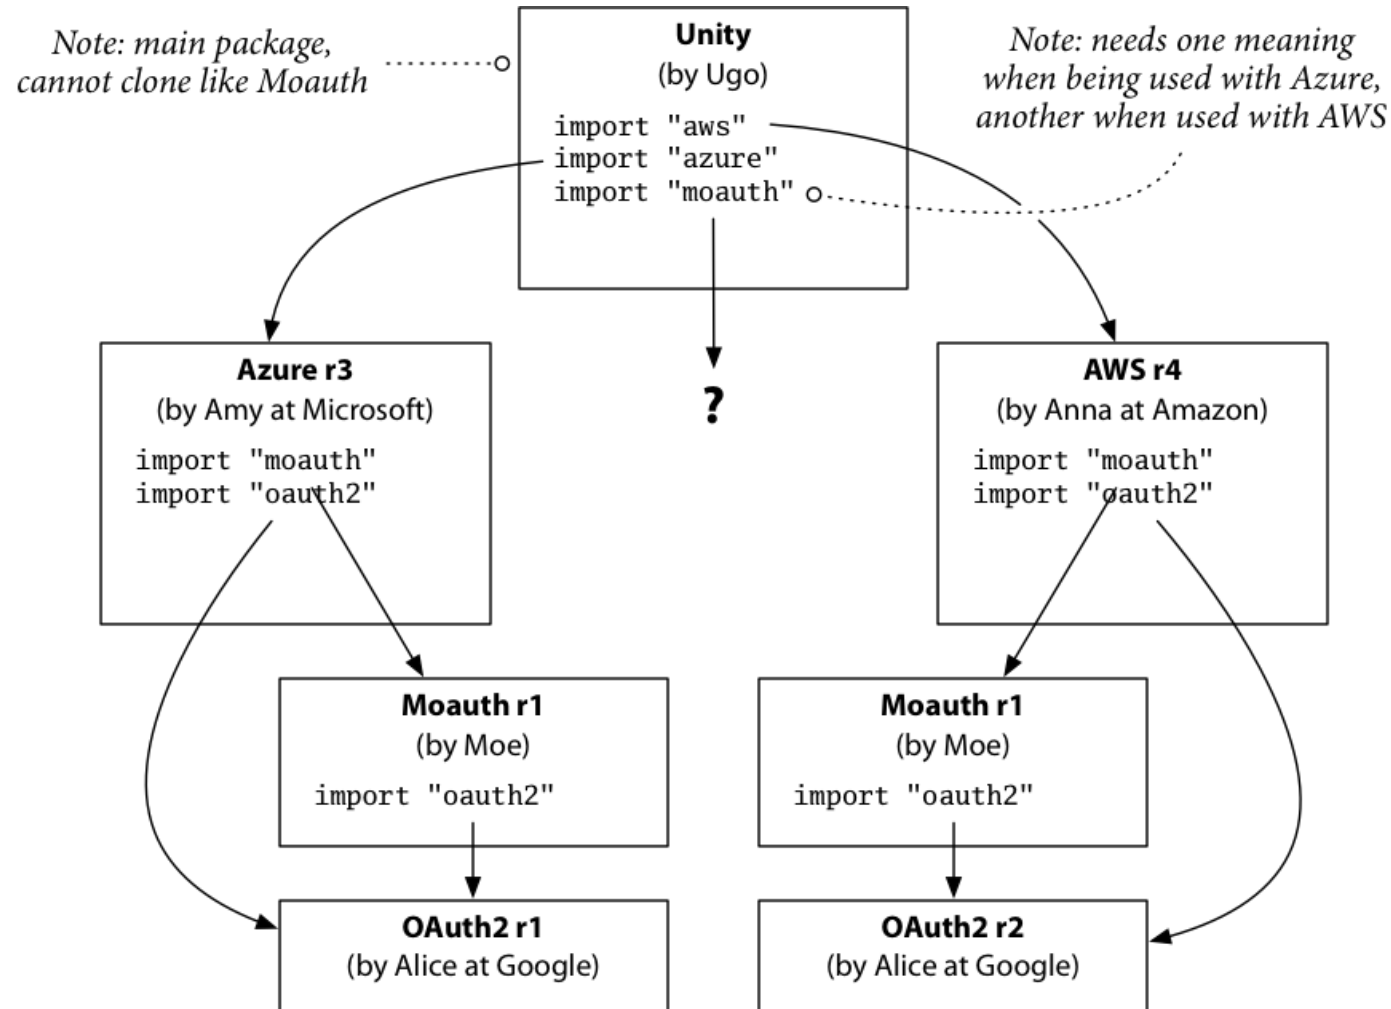 Note: main package,
cannot clone like Moauth
Unity
(by Ugo)
import "aws"
import "azure"
import "moauth"
Note: needs one meaning
when being used with Azure,
another when used with AWS
?
Azure r3
(by Amy at Microsoft)
import "moauth"
import "oauth2"
AWS r4
(by Anna at Amazon)
import "moauth"
import "oauth2"
Moauth r1
(by Moe)
import "oauth2"
Moauth r1
(by Moe)
import "oauth2"
OAuth2 r1
(by Alice at Google)
OAuth2 r2
(by Alice at Google)